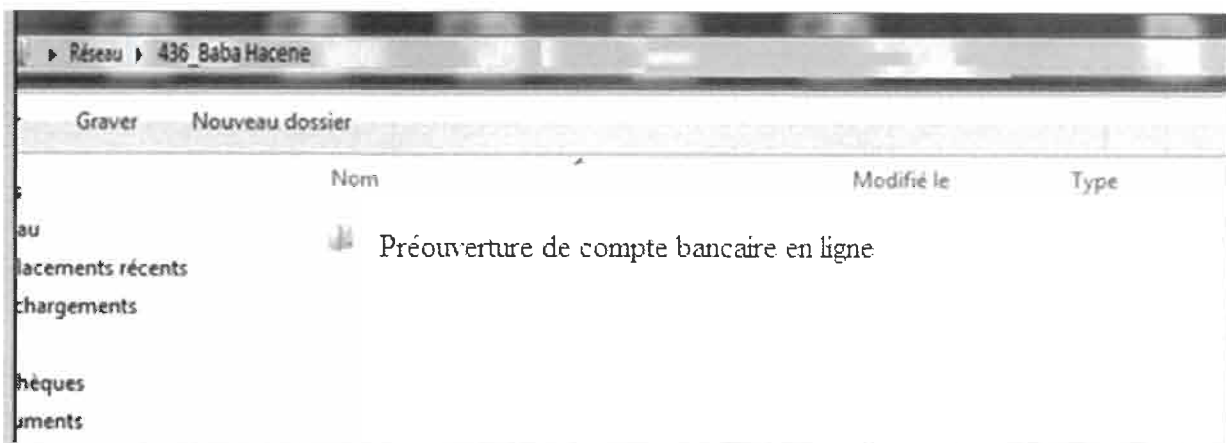 Réseau ▸ 436_Baba Hacene
Graver Nouveau dossier
Nom Modifié le Type
au
Préouverture de compte bancaire en ligne
lacements récents
chargements
hèques
uments